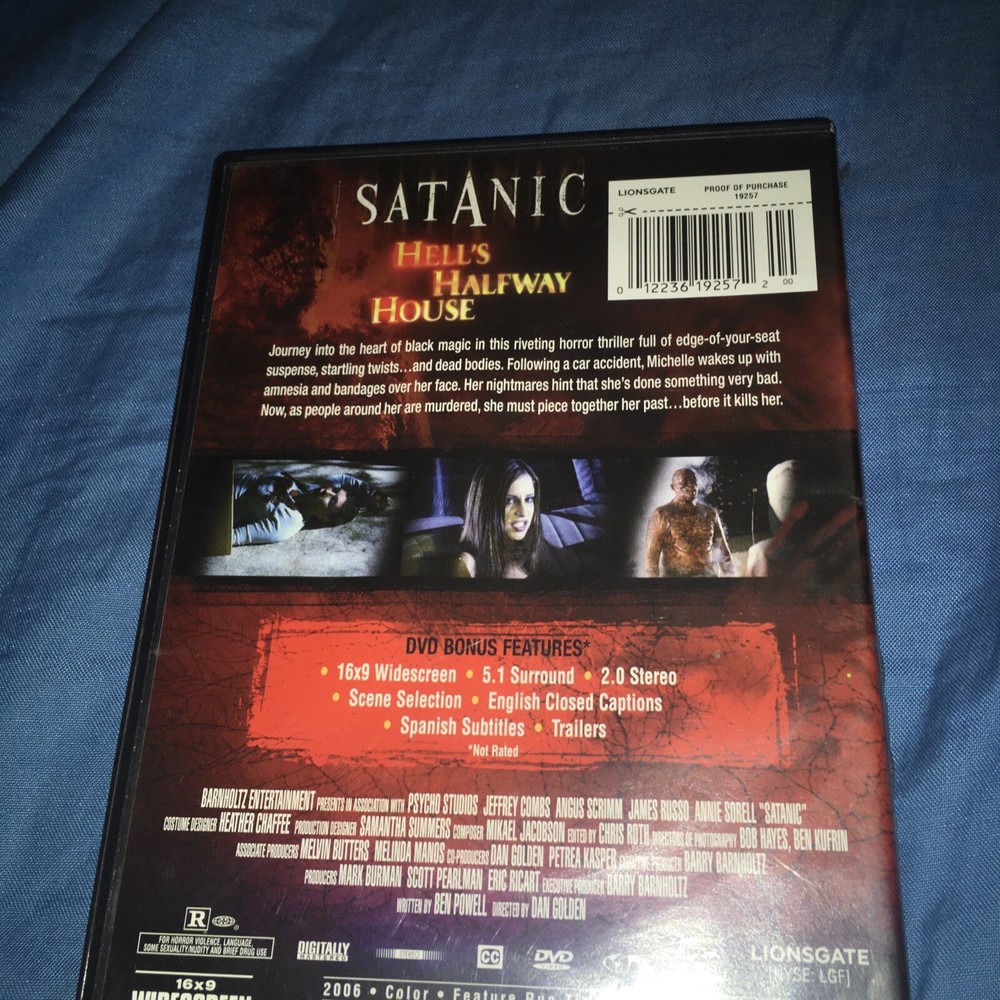 SATANIC
LIONSGATE PROOF OF PURCHASE
19257
0 12236 19257 2 00
HELL'S
HALFWAY
HOUSE
Journey into the heart of black magic in this riveting horror thriller full of edge-of-your-seat
suspense, startling twists...and dead bodies. Following a car accident, Michelle wakes up with
amnesia and bandages over her face. Her nightmares hint that she's done something very bad.
Now, as people around her are murdered, she must piece together her past...before it kills her.
DVD BONUS FEATURES*
• 16x9 Widescreen • 5.1 Surround • 2.0 Stereo
• Scene Selection • English Closed Captions
• Spanish Subtitles • Trailers
*Not Rated
BARNHOLTZ ENTERTAINMENT PRESENTS IN ASSOCIATION WITH PSYCHO STUDIOS JEFFREY COMBS ANGUS SCRIMM JAMES RUSSO ANNIE SORELL "SATANIC"
COSTUME DESIGNER HEATHER CHAFFEE PRODUCTION DESIGNER SAMANTHA SUMMERS COMPOSER MIKAEL JACOBSON EDITED BY CHRIS ROTH DIRECTORS OF PHOTOGRAPHY BOB HAYES, BEN KUFRIN
ASSOCIATE PRODUCERS MELVIN BUTTERS MELINDA MANOS CO-PRODUCERS DAN GOLDEN PETREA KASPER PRODUCER BARRY BARNHOLTZ
PRODUCERS MARK BURMAN SCOTT PEARLMAN ERIC RICART EXECUTIVE PRODUCER BARRY BARNHOLTZ
WRITTEN BY BEN POWELL DIRECTED BY DAN GOLDEN
R
FOR HORROR VIOLENCE, LANGUAGE,
SOME SEXUALITY/NUDITY AND BRIEF DRUG USE
DIGITALLY
MASTERED
STEREO
CC
DVD
VIDEO
LIONSGATE
[NYSE: LGF]
16x9
WIDESCREEN
2006 • Color • Feature Run